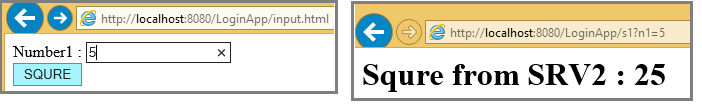 http://localhost:8080/LoginApp/input.html
Number1 : 5
SQURE
http://localhost:8080/LoginApp/s1?n1=5
Squre from SRV2 : 25